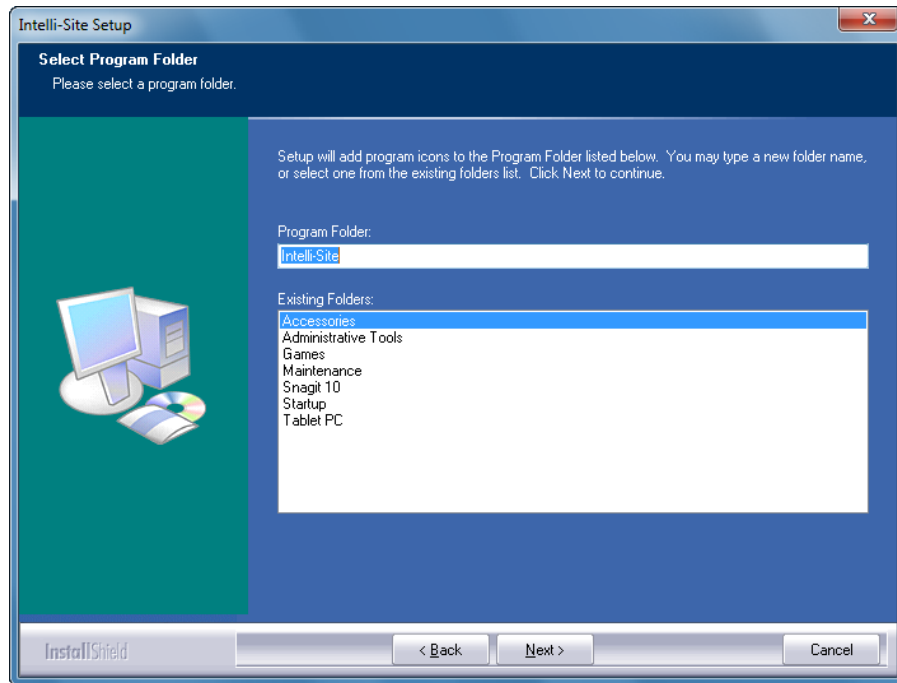 Intelli-Site Setup
Select Program Folder
Please select a program folder.
Setup will add program icons to the Program Folder listed below. You may type a new folder name,
or select one from the existing folders list. Click Next to continue.
Program Folder:
Intelli-Site
Existing Folders:
Accessories
Administrative Tools
Games
Maintenance
Snagit 10
Startup
Tablet PC
InstallShield
< Back
Next >
Cancel